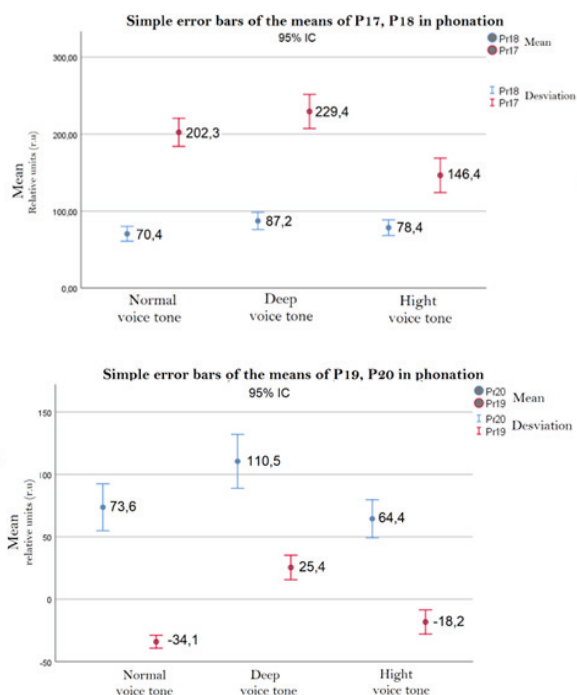 Simple error bars of the means of P17, P18 in phonation
95% IC
Pr18 Mean
Pr17
Pr18 Desviation
Pr17
300,00
200,00
100,00
0,00
Mean
Relative units (r.u)
202,3
229,4
146,4
70,4
87,2
78,4
Normal voice tone
Deep voice tone
Hight voice tone
Simple error bars of the means of P19, P20 in phonation
95% IC
Pr20 Mean
Pr19
Pr20 Desviation
Pr19
150
100
50
0
-50
Mean
relative units (r.u)
73,6
110,5
64,4
-34,1
25,4
-18,2
Normal voice tone
Deep voice tone
Hight voice tone